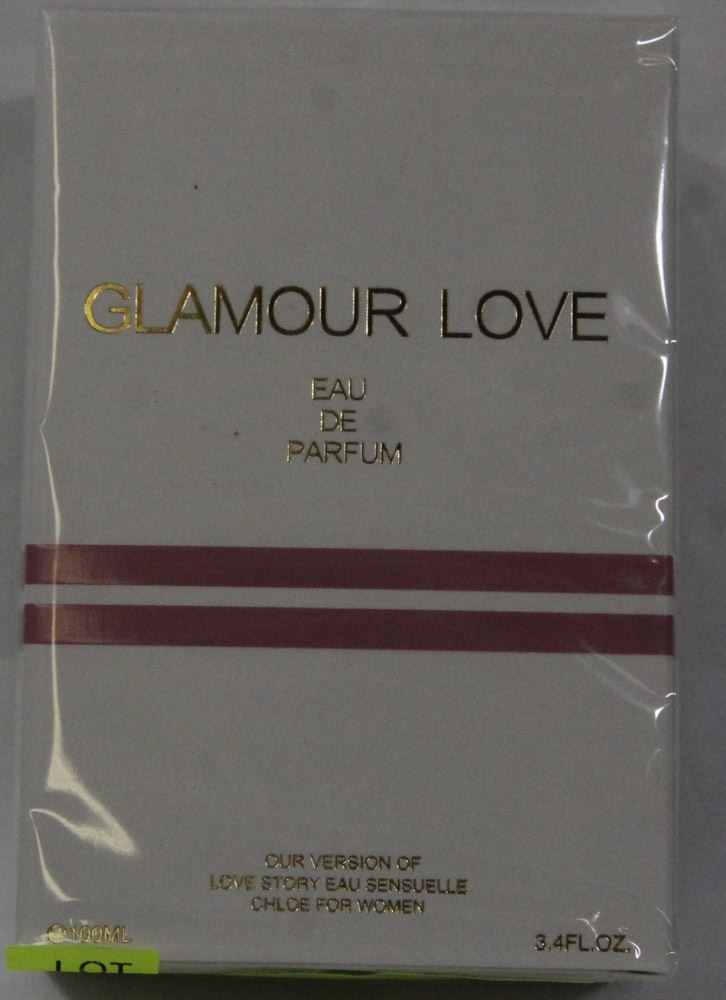 GLAMOUR LOVE
EAU
DE
PARFUM
OUR VERSION OF
LOVE STORY EAU SENSUELLE
CHLOE FOR WOMEN
℮100ML 3.4FL.OZ.
LOT